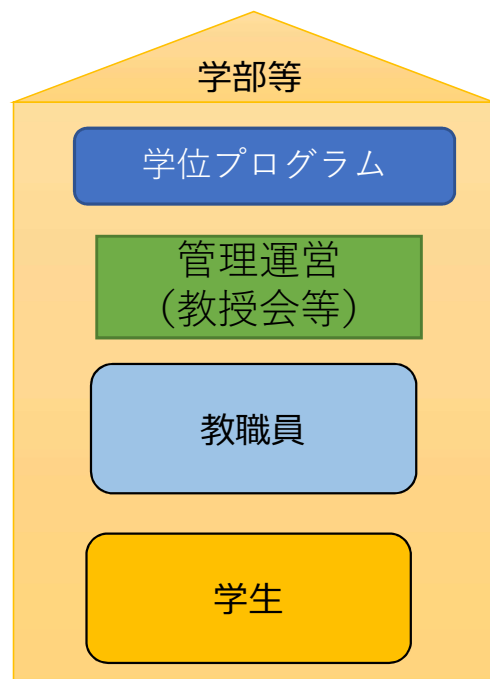 学部等
学位プログラム
管理運営
（教授会等）
教職員
学生